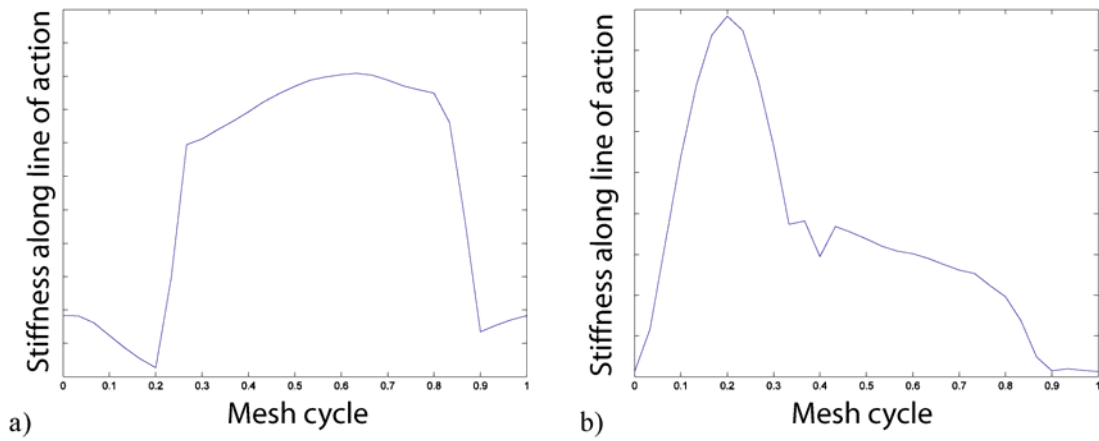 Stiffness along line of action
0 0.1 0.2 0.3 0.4 0.5 0.6 0.7 0.8 0.9 1
Mesh cycle
a)
Stiffness along line of action
0 0.1 0.2 0.3 0.4 0.5 0.6 0.7 0.8 0.9 1
Mesh cycle
b)